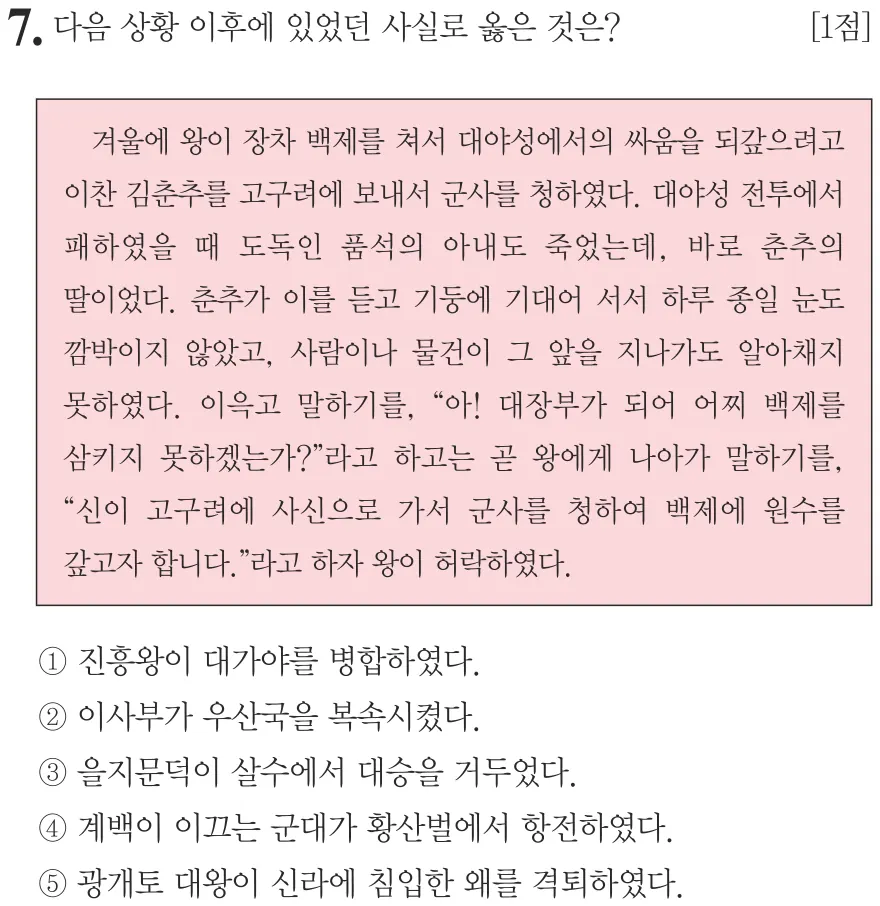 7. 다음 상황 이후에 있었던 사실로 옳은 것은? [1점]
겨울에 왕이 장차 백제를 쳐서 대야성에서의 싸움을 되갚으려고
이찬 김춘추를 고구려에 보내서 군사를 청하였다. 대야성 전투에서
패하였을 때 도독인 품석의 아내도 죽었는데, 바로 춘추의
딸이었다. 춘추가 이를 듣고 기둥에 기대어 서서 하루 종일 눈도
깜박이지 않았고, 사람이나 물건이 그 앞을 지나가도 알아채지
못하였다. 이윽고 말하기를, “아! 대장부가 되어 어찌 백제를
삼키지 못하겠는가?”라고 하고는 곧 왕에게 나아가 말하기를,
“신이 고구려에 사신으로 가서 군사를 청하여 백제에 원수를
갚고자 합니다.”라고 하자 왕이 허락하였다.
① 진흥왕이 대가야를 병합하였다.
② 이사부가 우산국을 복속시켰다.
③ 을지문덕이 살수에서 대승을 거두었다.
④ 계백이 이끄는 군대가 황산벌에서 항전하였다.
⑤ 광개토 대왕이 신라에 침입한 왜를 격퇴하였다.